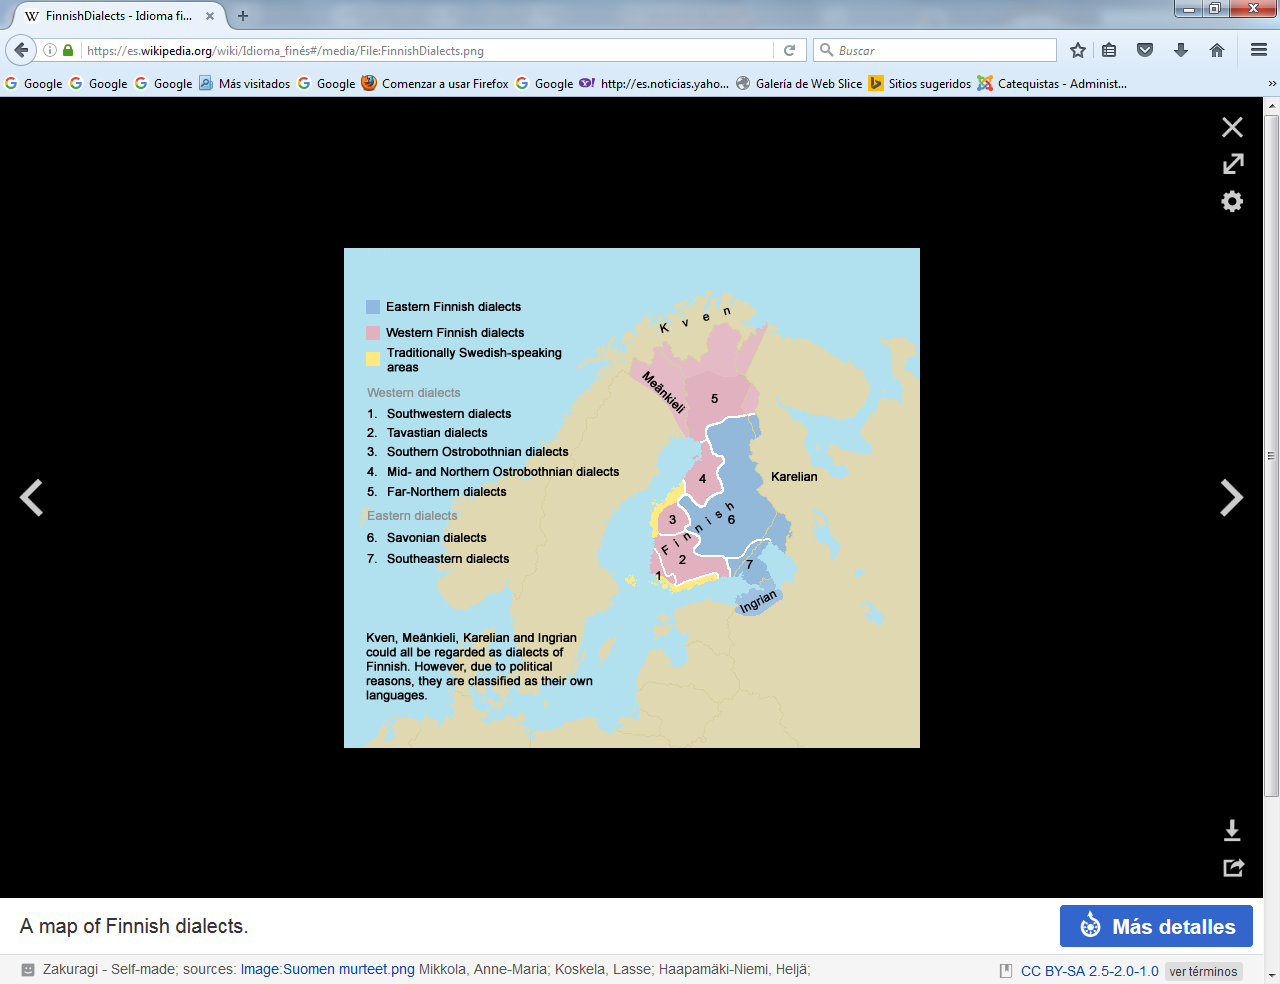 FinnishDialects - Idioma fi...
https://es.wikipedia.org/wiki/Idioma_finés#/media/File:FinnishDialects.png
Buscar
Google Google Google Más visitados Google Comenzar a usar Firefox Google http://es.noticias.yaho... Galería de Web Slice Sitios sugeridos Catequistas - Administ...
Eastern Finnish dialects
Western Finnish dialects
Traditionally Swedish-speaking
areas
Western dialects
1. Southwestern dialects
2. Tavastian dialects
3. Southern Ostrobothnian dialects
4. Mid- and Northern Ostrobothnian dialects
5. Far-Northern dialects
Eastern dialects
6. Savonian dialects
7. Southeastern dialects
Kven, Meänkieli, Karelian and Ingrian
could all be regarded as dialects of
Finnish. However, due to political
reasons, they are classified as their own
languages.
Kven
Meänkieli
5
Karelian
4
Finnish
3
6
2
7
1
Ingrian
A map of Finnish dialects.
Más detalles
Zakuragi - Self-made; sources: Image:Suomen murteet.png Mikkola, Anne-Maria; Koskela, Lasse; Haapamäki-Niemi, Heljä;
CC BY-SA 2.5-2.0-1.0 ver términos